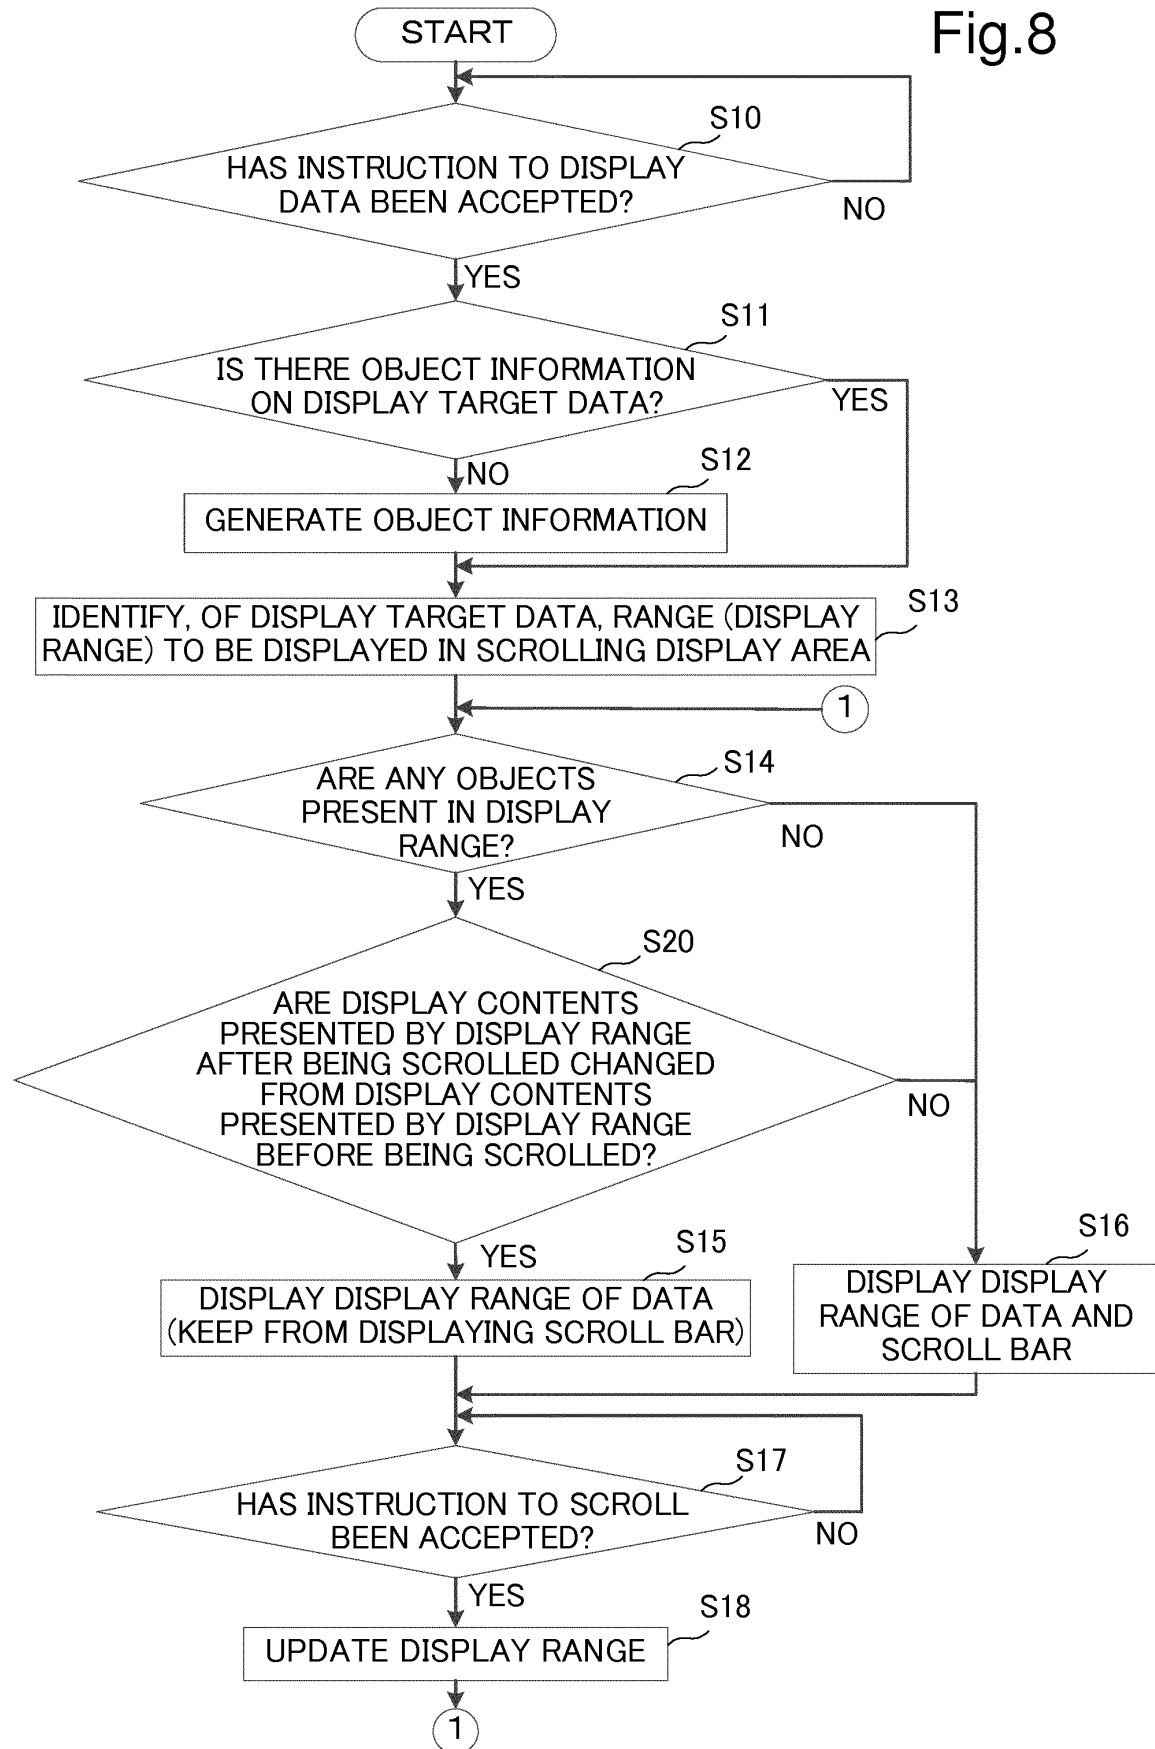 Fig.8
START
S10
HAS INSTRUCTION TO DISPLAY
DATA BEEN ACCEPTED?
NO
YES
S11
IS THERE OBJECT INFORMATION
ON DISPLAY TARGET DATA?
YES
NO
S12
GENERATE OBJECT INFORMATION
S13
IDENTIFY, OF DISPLAY TARGET DATA, RANGE (DISPLAY
RANGE) TO BE DISPLAYED IN SCROLLING DISPLAY AREA
1
S14
ARE ANY OBJECTS
PRESENT IN DISPLAY
RANGE?
NO
YES
S20
ARE DISPLAY CONTENTS
PRESENTED BY DISPLAY RANGE
AFTER BEING SCROLLED CHANGED
FROM DISPLAY CONTENTS
PRESENTED BY DISPLAY RANGE
BEFORE BEING SCROLLED?
NO
YES
S15
DISPLAY DISPLAY RANGE OF DATA
(KEEP FROM DISPLAYING SCROLL BAR)
S16
DISPLAY DISPLAY
RANGE OF DATA AND
SCROLL BAR
S17
HAS INSTRUCTION TO SCROLL
BEEN ACCEPTED?
NO
YES
S18
UPDATE DISPLAY RANGE
1